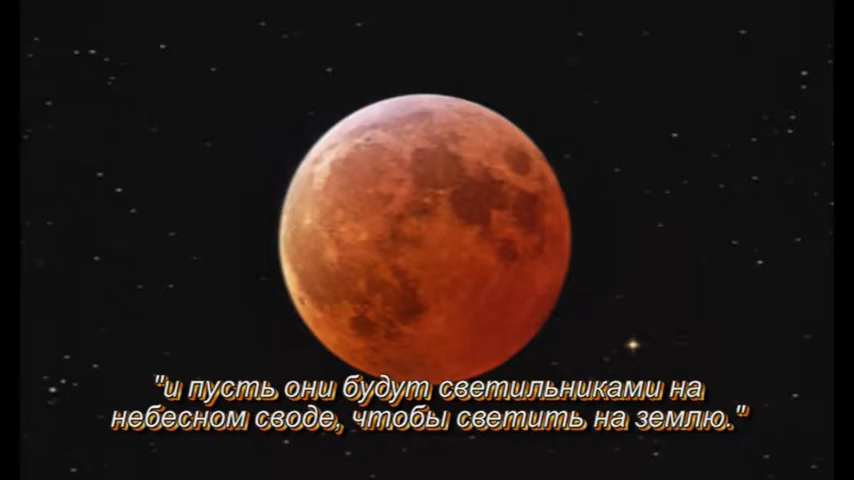 "и пусть они будут светильниками на
небесном своде, чтобы светить на землю."